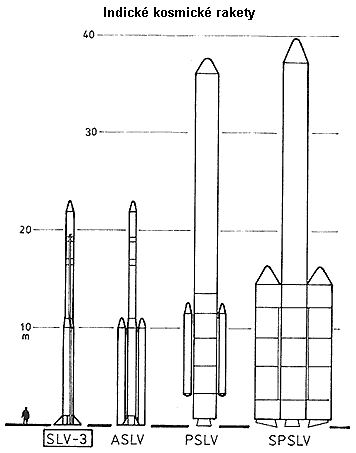 Indické kosmické rakety
40
30
20
10
m
SLV-3 ASLV PSLV SPSLV